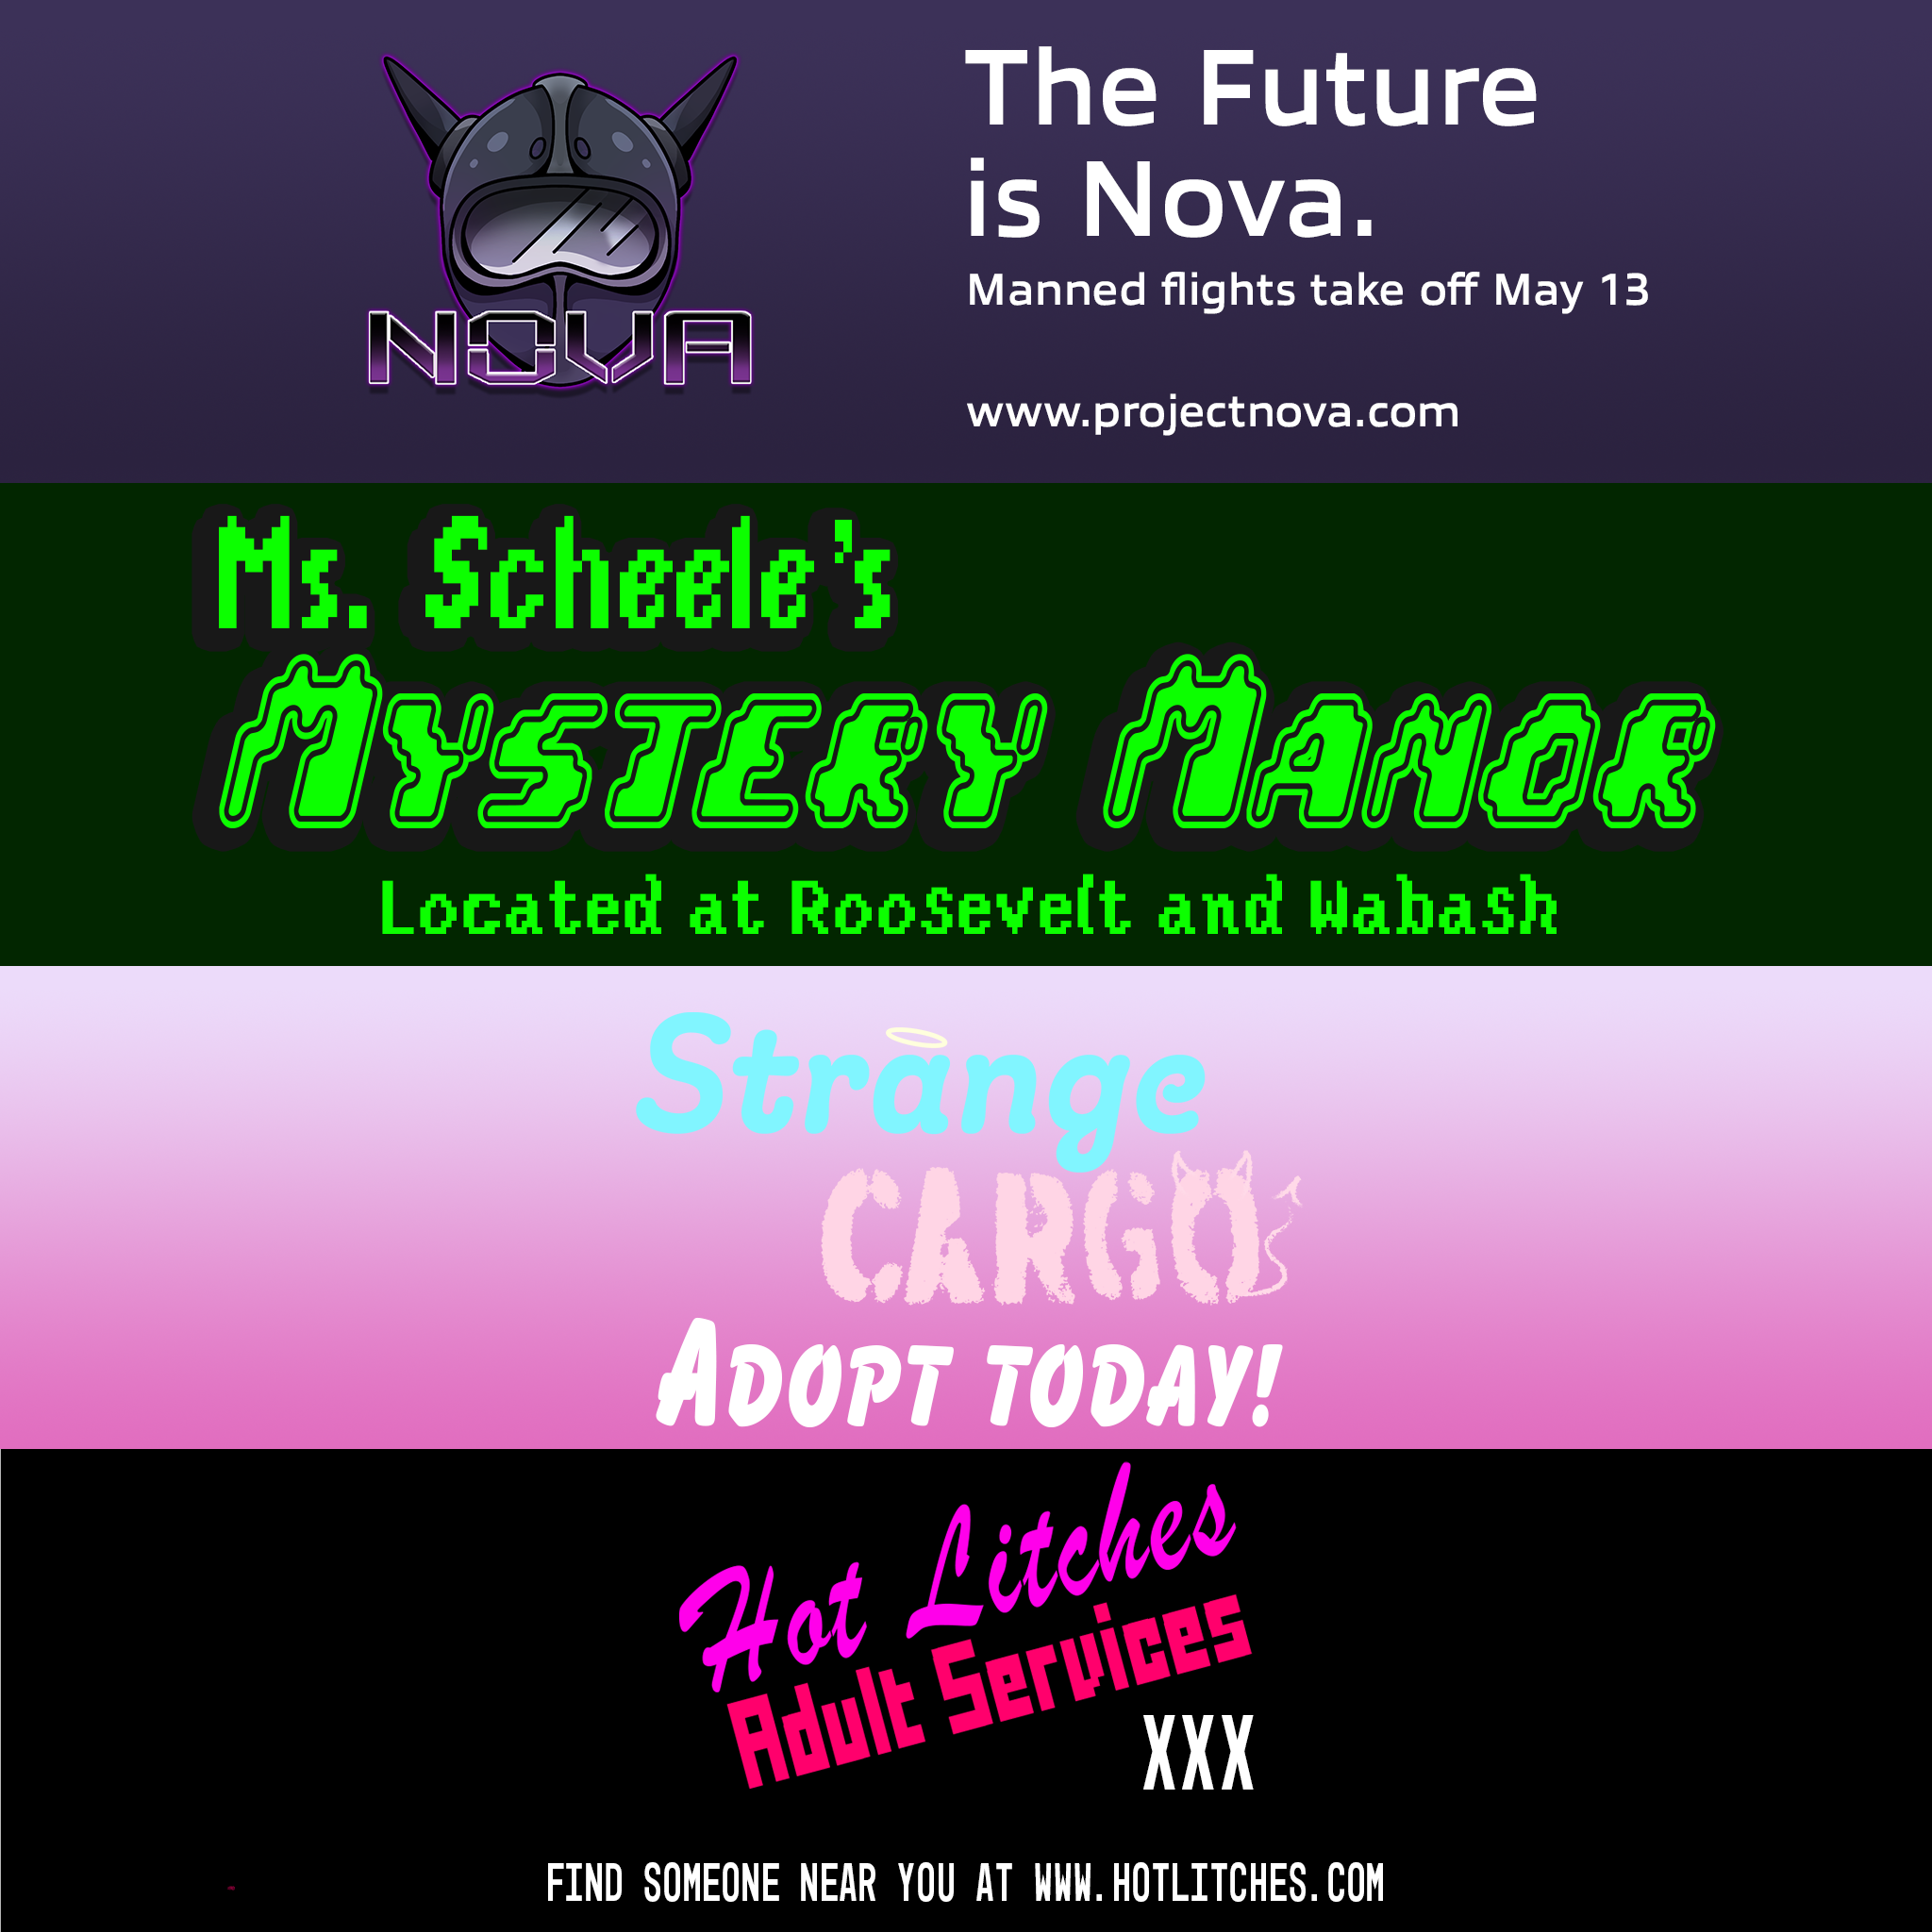 NOVA
The Future
is Nova.
Manned flights take off May 13
www.projectnova.com
Ms. Scheele's
Mystery Manor
Located at Roosevelt and Wabash
Strange
CARGO
ADOPT TODAY!
Hot Litches
Adult Services
XXX
FIND SOMEONE NEAR YOU AT WWW.HOTLITCHES.COM